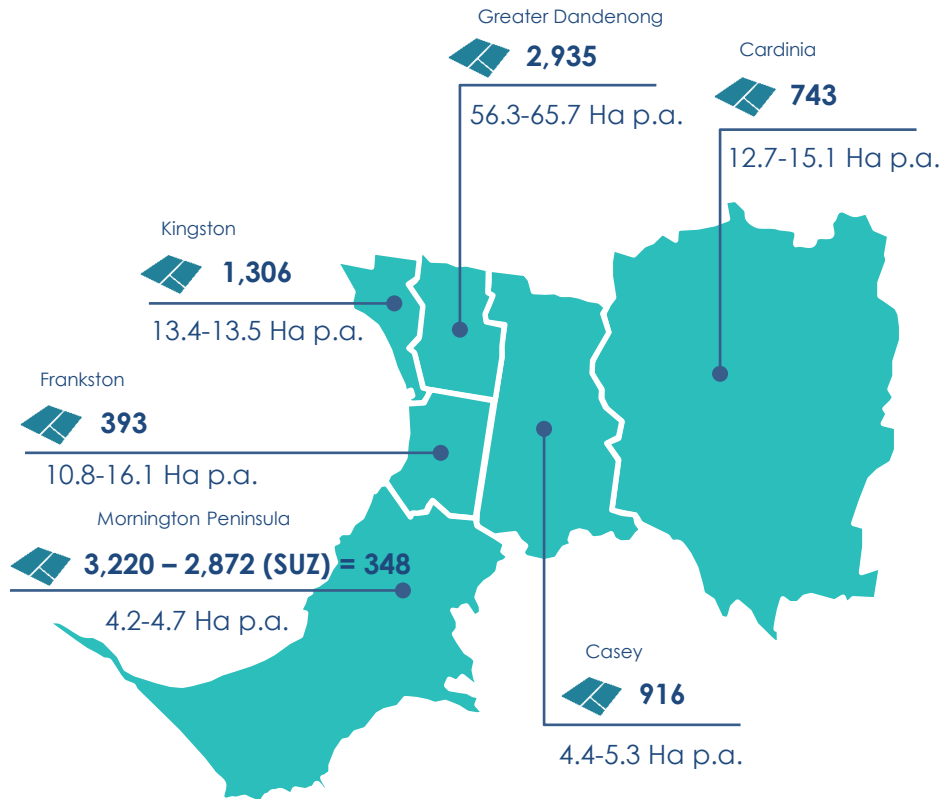 Greater Dandenong
2,935
56.3-65.7 Ha p.a.
Cardinia
743
12.7-15.1 Ha p.a.
Kingston
1,306
13.4-13.5 Ha p.a.
Frankston
393
10.8-16.1 Ha p.a.
Mornington Peninsula
3,220 – 2,872 (SUZ) = 348
4.2-4.7 Ha p.a.
Casey
916
4.4-5.3 Ha p.a.